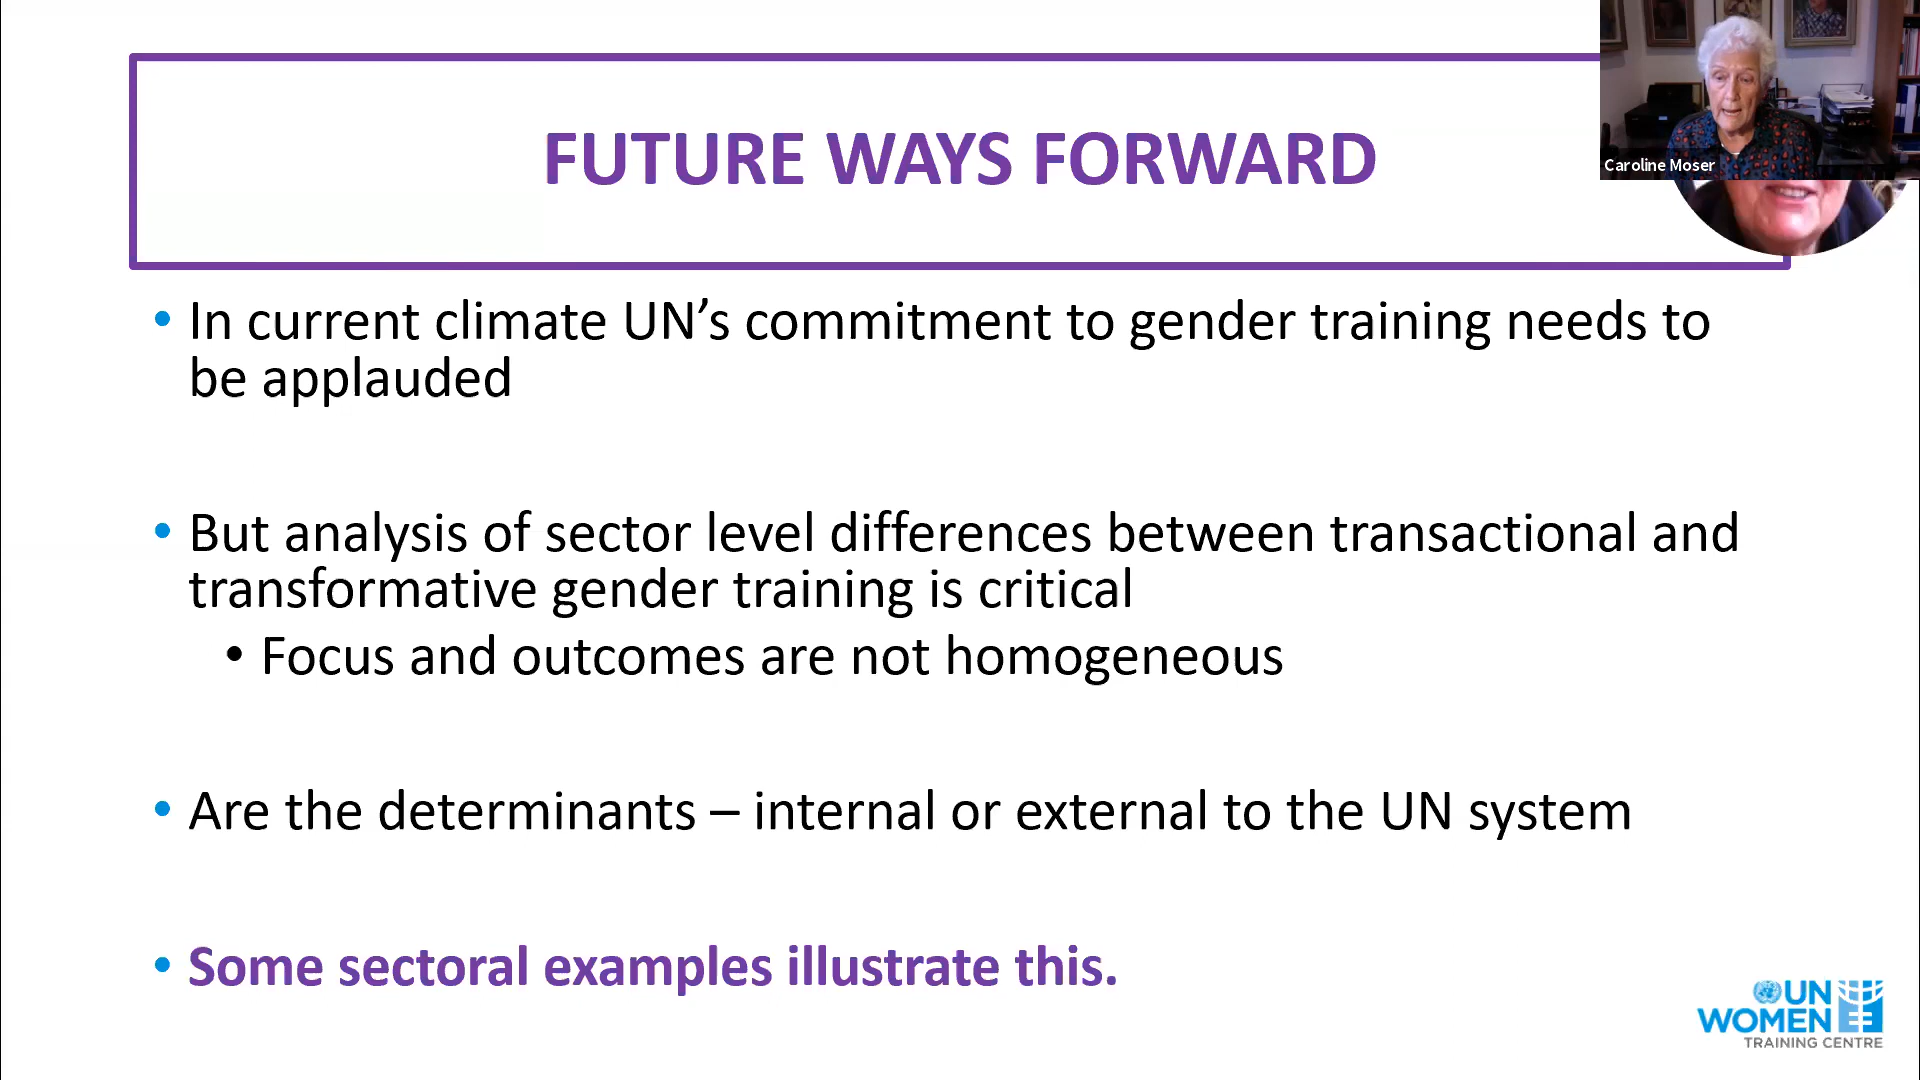 FUTURE WAYS FORWARD
Caroline Moser
• In current climate UN’s commitment to gender training needs to
be applauded
• But analysis of sector level differences between transactional and
transformative gender training is critical
• Focus and outcomes are not homogeneous
• Are the determinants – internal or external to the UN system
• Some sectoral examples illustrate this.
UN
WOMEN
TRAINING CENTRE